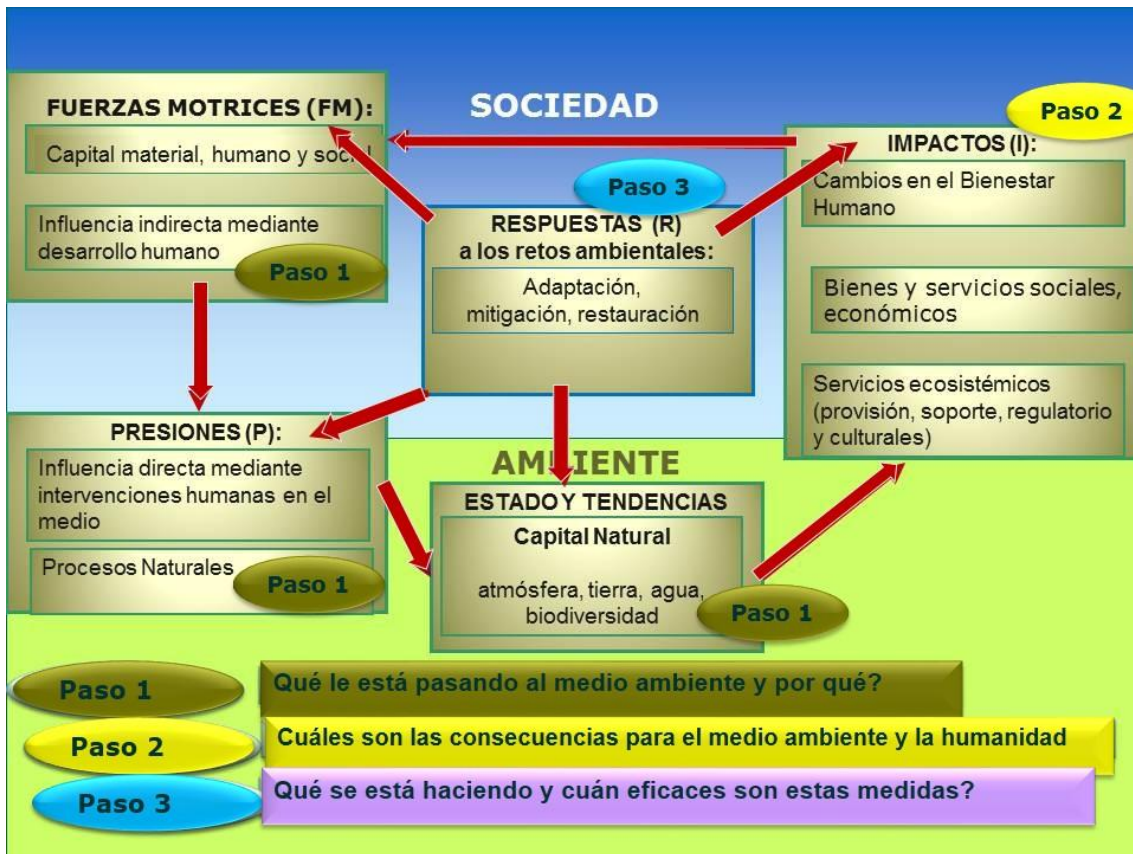 SOCIEDAD
FUERZAS MOTRICES (FM):
Capital material, humano y social
Influencia indirecta mediante
desarrollo humano
Paso 1
Paso 2
IMPACTOS (I):
Cambios en el Bienestar
Humano
Bienes y servicios sociales,
económicos
Servicios ecosistémicos
(provisión, soporte, regulatorio
y culturales)
Paso 3
RESPUESTAS (R)
a los retos ambientales:
Adaptación,
mitigación, restauración
PRESIONES (P):
Influencia directa mediante
intervenciones humanas en el
medio
Procesos Naturales
Paso 1
AMBIENTE
ESTADO Y TENDENCIAS
Capital Natural
atmósfera, tierra, agua,
biodiversidad
Paso 1
Paso 1
Qué le está pasando al medio ambiente y por qué?
Paso 2
Cuáles son las consecuencias para el medio ambiente y la humanidad
Paso 3
Qué se está haciendo y cuán eficaces son estas medidas?